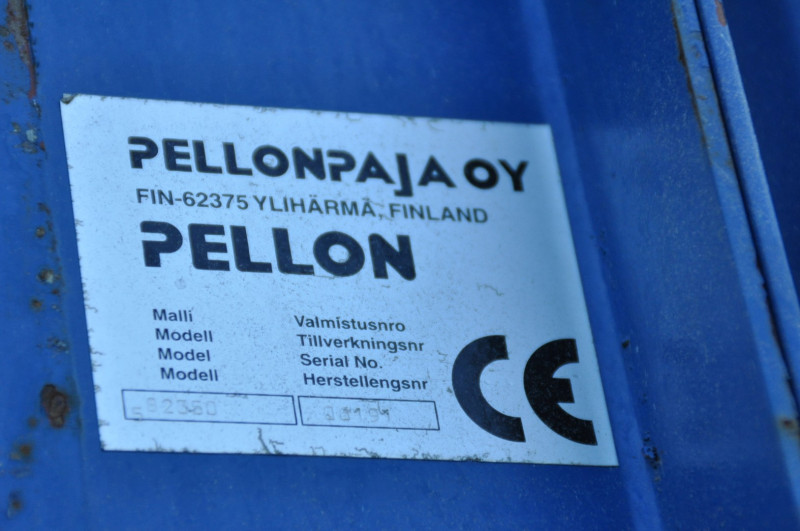 PELLONPAJA OY
FIN-62375 YLIHÄRMÄ, FINLAND
PELLON
Malli
Modell
Model
Modell
Valmistusnro
Tillverkningsnr
Serial No.
Herstellengsnr
CE